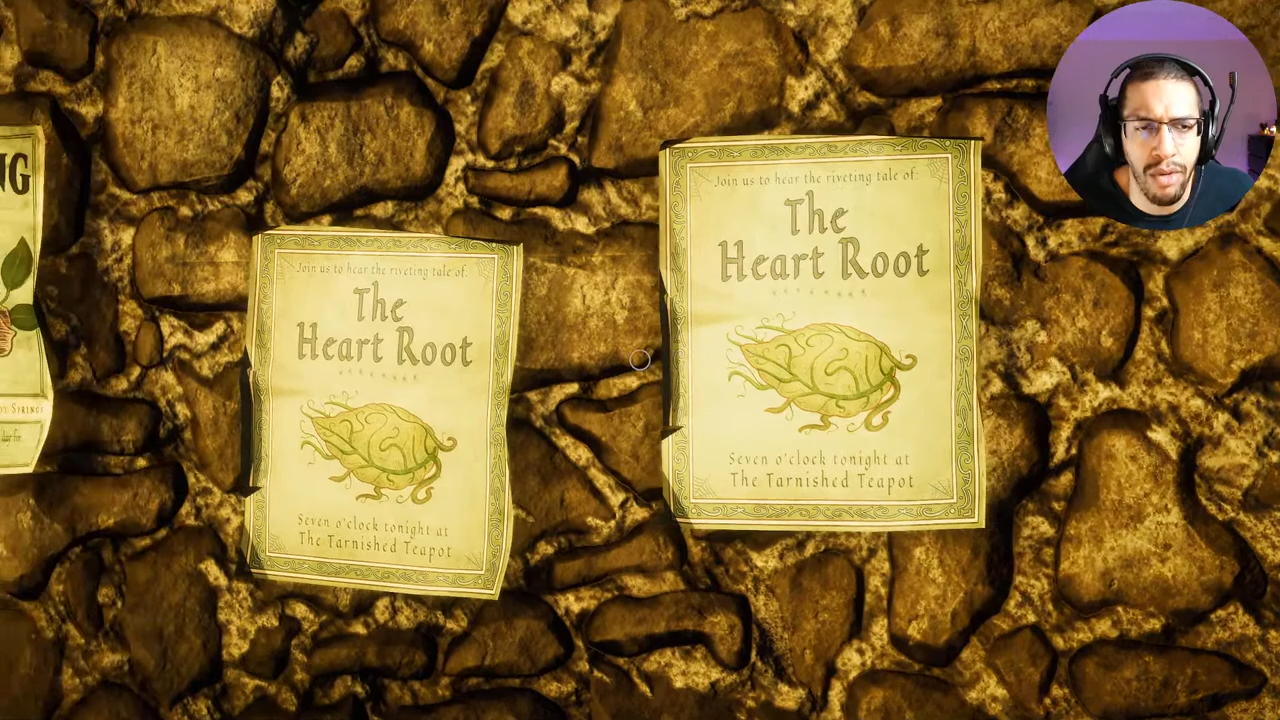 NG
Join us to hear the riveting tale of:
The
Heart Root
Seven o'clock tonight at
The Tarnished Teapot
Join us to hear the riveting tale of:
The
Heart Root
Seven o'clock tonight at
The Tarnished Teapot